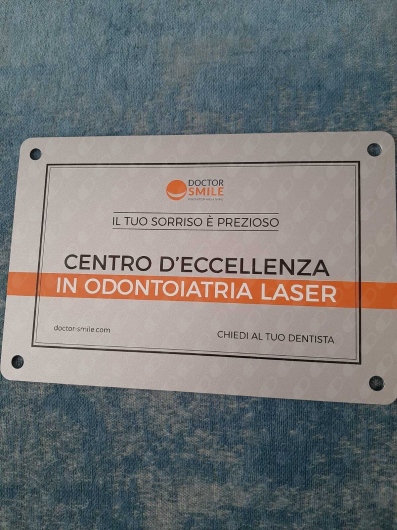 DOCTOR
SMILE
IL TUO SORRISO È PREZIOSO
CENTRO D'ECCELLENZA
IN ODONTOIATRIA LASER
doctor-smile.com
CHIEDI AL TUO DENTISTA